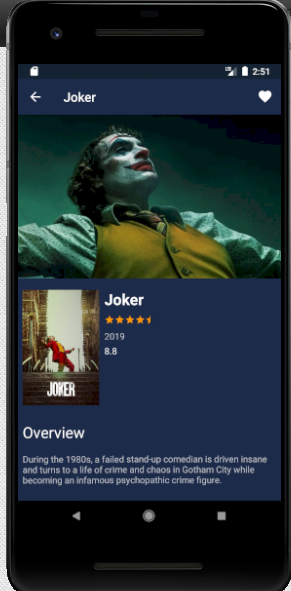 2:51
Joker
Joker
2019
8.8
JOKER
Overview
During the 1980s, a failed stand-up comedian is driven insane
and turns to a life of crime and chaos in Gotham City while
becoming an infamous psychopathic crime figure.